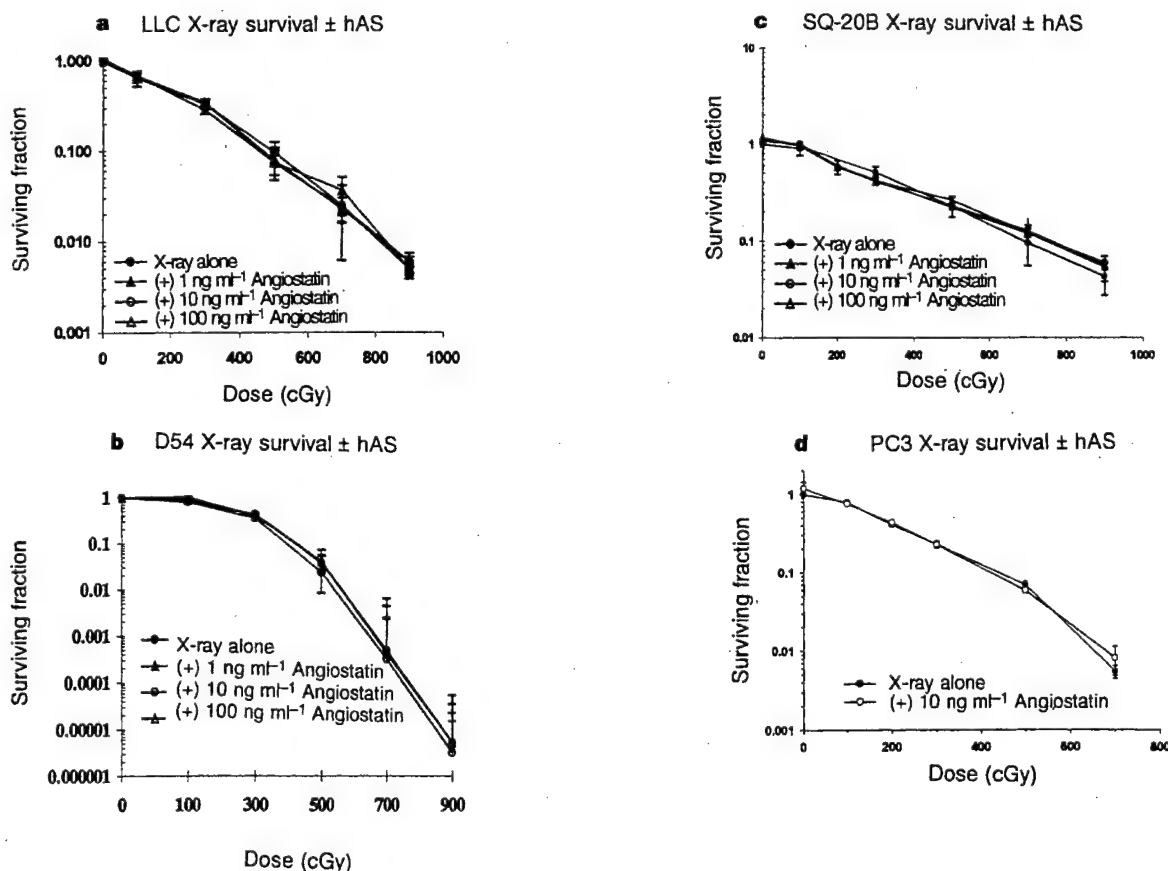 a LLC X-ray survival ± hAS
Surviving fraction
1.000
0.100
0.010
0.001
X-ray alone
(+) 1 ng ml⁻¹ Angiostatin
(+) 10 ng ml⁻¹ Angiostatin
(+) 100 ng ml⁻¹ Angiostatin
0 200 400 600 800 1000
Dose (cGy)
b D54 X-ray survival ± hAS
Surviving fraction
1
0.1
0.01
0.001
0.0001
0.00001
0.000001
X-ray alone
(+) 1 ng ml⁻¹ Angiostatin
(+) 10 ng ml⁻¹ Angiostatin
(+) 100 ng ml⁻¹ Angiostatin
0 100 300 500 700 900
Dose (cGy)
c SQ-20B X-ray survival ± hAS
Surviving fraction
10
1
0.1
0.01
X-ray alone
(+) 1 ng ml⁻¹ Angiostatin
(+) 10 ng ml⁻¹ Angiostatin
(+) 100 ng ml⁻¹ Angiostatin
0 200 400 600 800 1000
Dose (cGy)
d PC3 X-ray survival ± hAS
Surviving fraction
1
0.1
0.01
0.001
X-ray alone
(+) 10 ng ml⁻¹ Angiostatin
0 200 400 600 800
Dose (cGy)